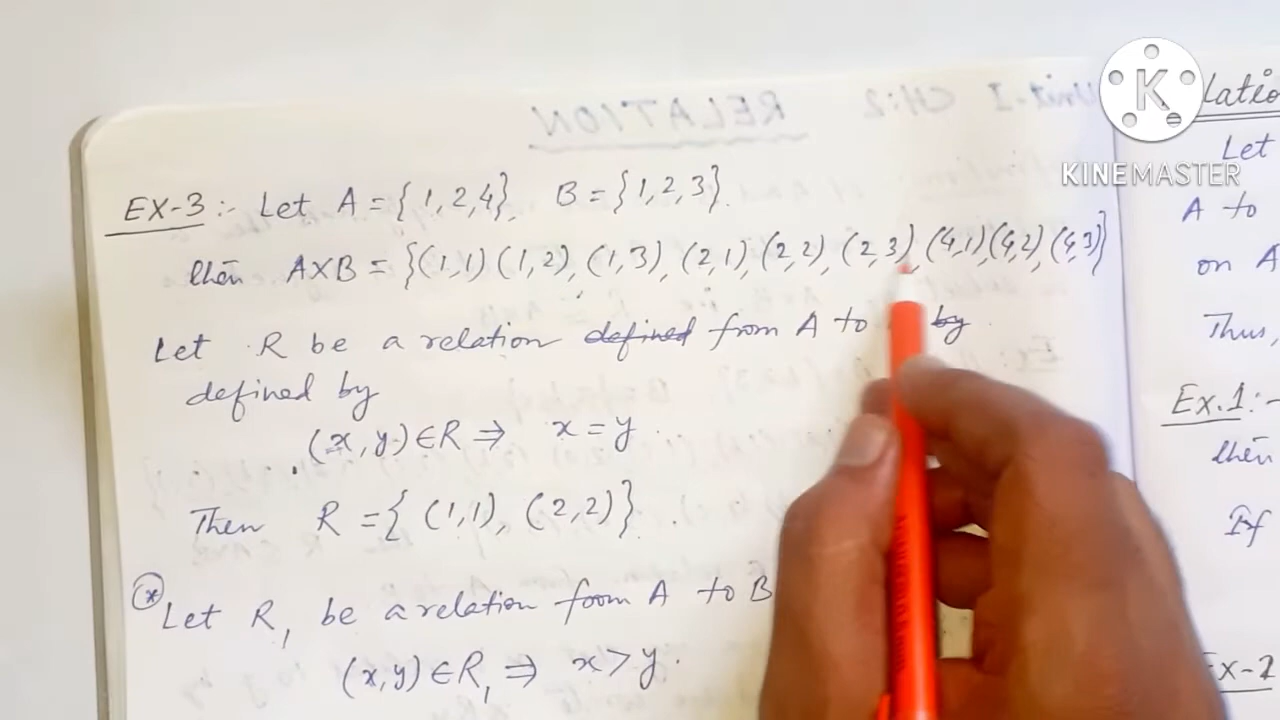 Unit-I CH:2 RELATION
EX-3:- Let A = {1,2,4}, B = {1,2,3}.
then A×B = {(1,1) (1,2), (1,3), (2,1), (2,2), (2,3), (4,1), (4,2), (4,3)}
Let R be a relation defined from A to by
defined by
(x,y) ∈ R ⇒ x = y.
Then R = { (1,1), (2,2)}.
* Let R₁ be a relation from A to B
(x,y) ∈ R₁ ⇒ x > y.
K
KINEMASTER
Let
A to
on A
Thus,
Ex.1:-
then
If
Ex-2